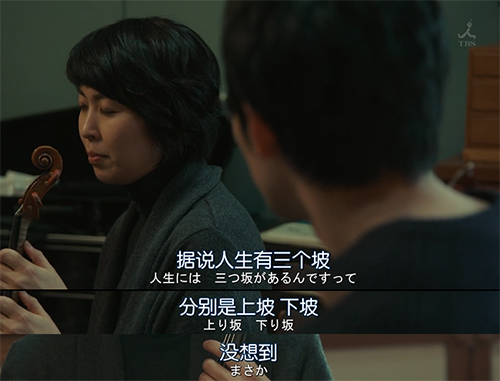 人
TBS
据说人生有三个坡
人生には 三つ坂があるんですって
分别是上坡 下坡
上り坂 下り坂
没想到
まさか